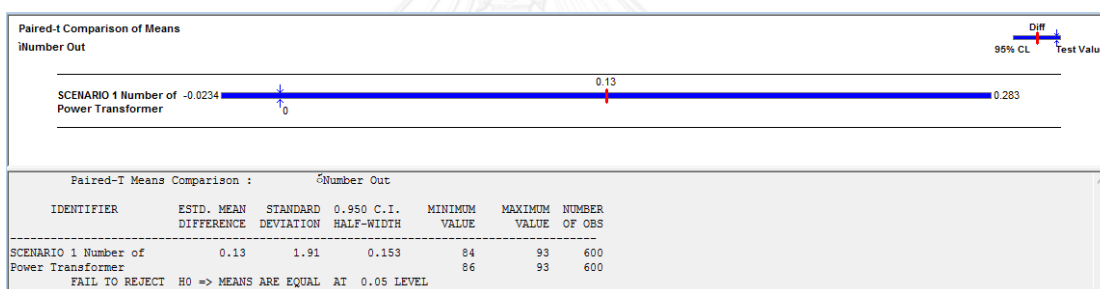 Paired-t Comparison of Means
ìNumber Out
Diff
95% CL Test Valu
0.13
SCENARIO 1 Number of -0.0234 0.283
Power Transformer
0
Paired-T Means Comparison : Number Out
IDENTIFIER ESTD. MEAN STANDARD 0.950 C.I. MINIMUM MAXIMUM NUMBER
DIFFERENCE DEVIATION HALF-WIDTH VALUE VALUE OF OBS
SCENARIO 1 Number of 0.13 1.91 0.153 84 93 600
Power Transformer 86 93 600
FAIL TO REJECT H0 => MEANS ARE EQUAL AT 0.05 LEVEL